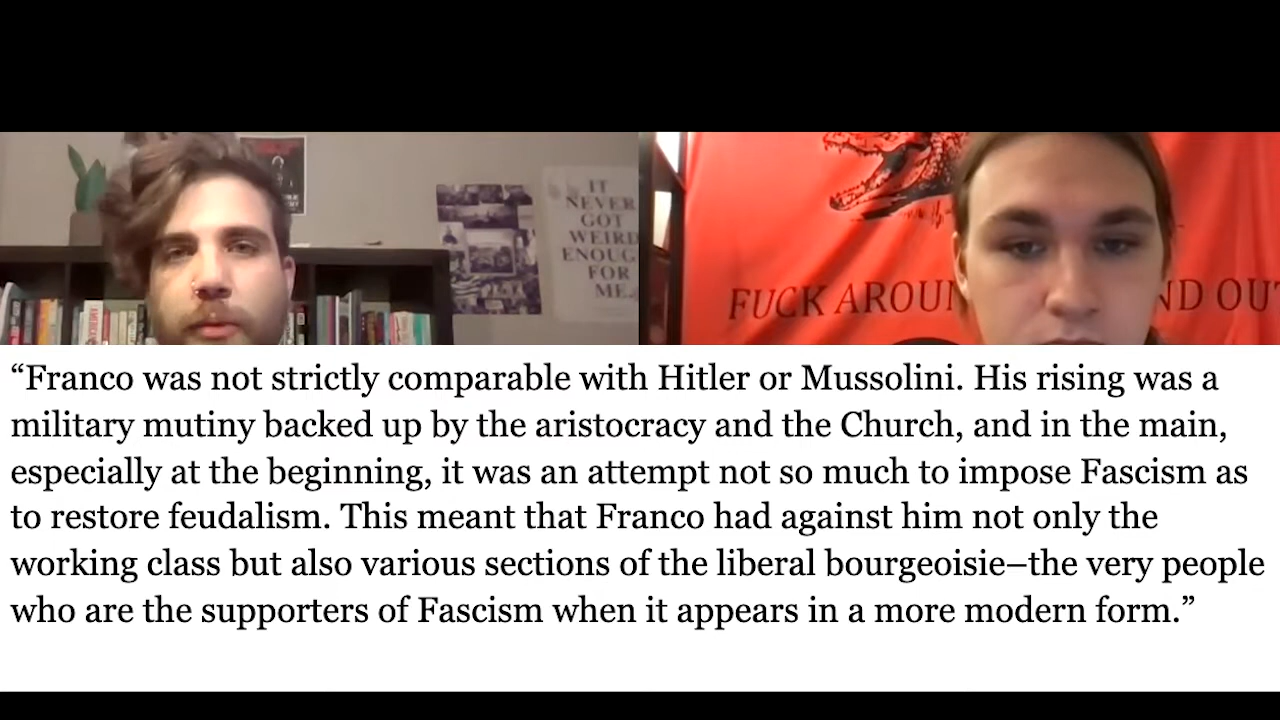 IT
NEVER
GOT
WEIRD
ENOUG
FOR
ME.
FUCK AROUN ND OUT
“Franco was not strictly comparable with Hitler or Mussolini. His rising was a
military mutiny backed up by the aristocracy and the Church, and in the main,
especially at the beginning, it was an attempt not so much to impose Fascism as
to restore feudalism. This meant that Franco had against him not only the
working class but also various sections of the liberal bourgeoisie–the very people
who are the supporters of Fascism when it appears in a more modern form.”